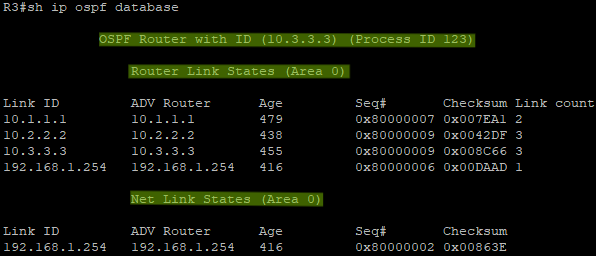 R3#sh ip ospf database
OSPF Router with ID (10.3.3.3) (Process ID 123)
Router Link States (Area 0)
Link ID ADV Router Age Seq# Checksum Link count
10.1.1.1 10.1.1.1 479 0x80000007 0x007EA1 2
10.2.2.2 10.2.2.2 438 0x80000009 0x0042DF 3
10.3.3.3 10.3.3.3 455 0x80000009 0x008C66 3
192.168.1.254 192.168.1.254 416 0x80000006 0x00DAAD 1
Net Link States (Area 0)
Link ID ADV Router Age Seq# Checksum
192.168.1.254 192.168.1.254 416 0x80000002 0x00863E